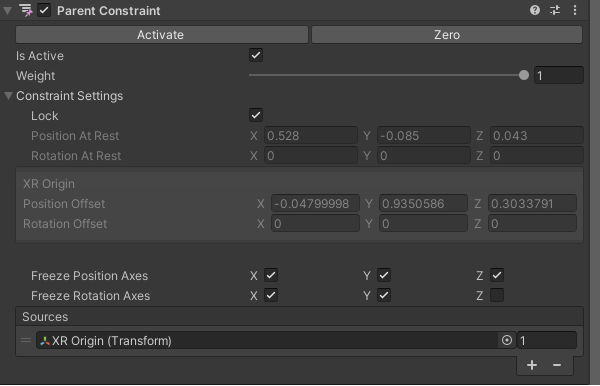 Parent Constraint
Activate Zero
Is Active
Weight 1
Constraint Settings
Lock
Position At Rest X 0.528 Y -0.085 Z 0.043
Rotation At Rest X 0 Y 0 Z 0
XR Origin
Position Offset X -0.04799998 Y 0.9350586 Z 0.3033791
Rotation Offset X 0 Y 0 Z 0
Freeze Position Axes X Y Z
Freeze Rotation Axes X Y Z
Sources
XR Origin (Transform) 1